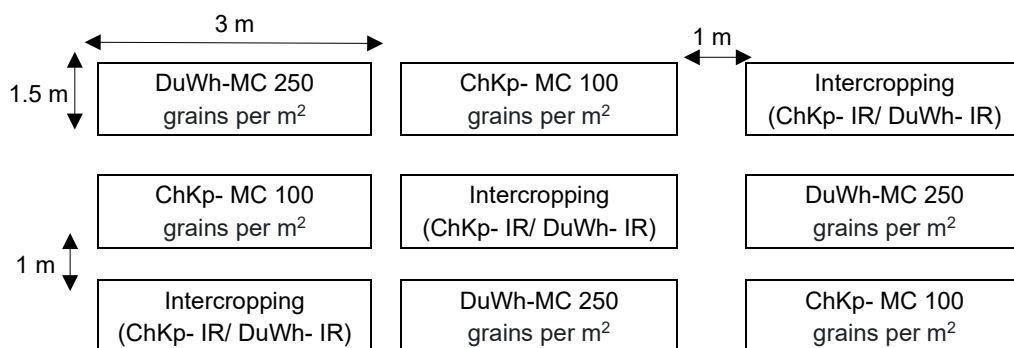 3 m
1 m
1.5 m
DuWh-MC 250
grains per m²
ChKp- MC 100
grains per m²
Intercropping
(ChKp- IR/ DuWh- IR)
ChKp- MC 100
grains per m²
Intercropping
(ChKp- IR/ DuWh- IR)
DuWh-MC 250
grains per m²
1 m
Intercropping
(ChKp- IR/ DuWh- IR)
DuWh-MC 250
grains per m²
ChKp- MC 100
grains per m²